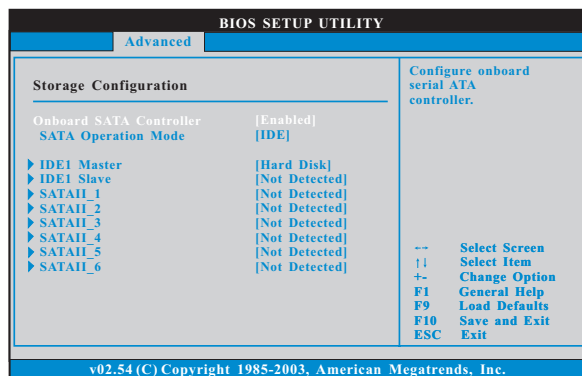 BIOS SETUP UTILITY
Advanced
Storage Configuration
Onboard SATA Controller [Enabled]
SATA Operation Mode [IDE]
IDE1 Master [Hard Disk]
IDE1 Slave [Not Detected]
SATAII_1 [Not Detected]
SATAII_2 [Not Detected]
SATAII_3 [Not Detected]
SATAII_4 [Not Detected]
SATAII_5 [Not Detected]
SATAII_6 [Not Detected]
Configure onboard
serial ATA
controller.
←→ Select Screen
↑↓ Select Item
+- Change Option
F1 General Help
F9 Load Defaults
F10 Save and Exit
ESC Exit
v02.54 (C) Copyright 1985-2003, American Megatrends, Inc.